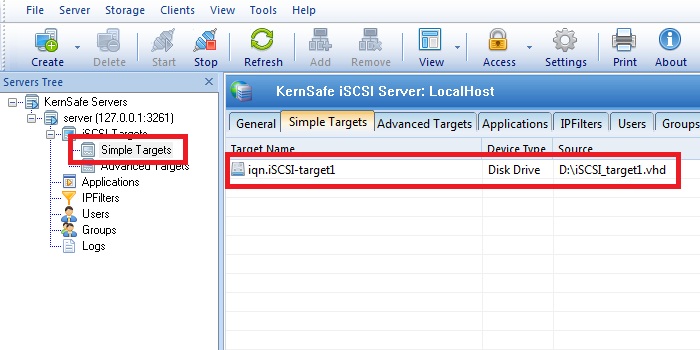 File Server Storage Clients View Tools Help
Create Delete Start Stop Refresh Add Remove View Access Settings Print About
Servers Tree
KernSafe Servers
server (127.0.0.1:3261)
iSCSI Targets
Simple Targets
Advanced Targets
Applications
IPFilters
Users
Groups
Logs
KernSafe iSCSI Server: LocalHost
General Simple Targets Advanced Targets Applications IPFilters Users Groups
Target Name Device Type Source
iqn.iSCSI-target1 Disk Drive D:\iSCSI_target1.vhd